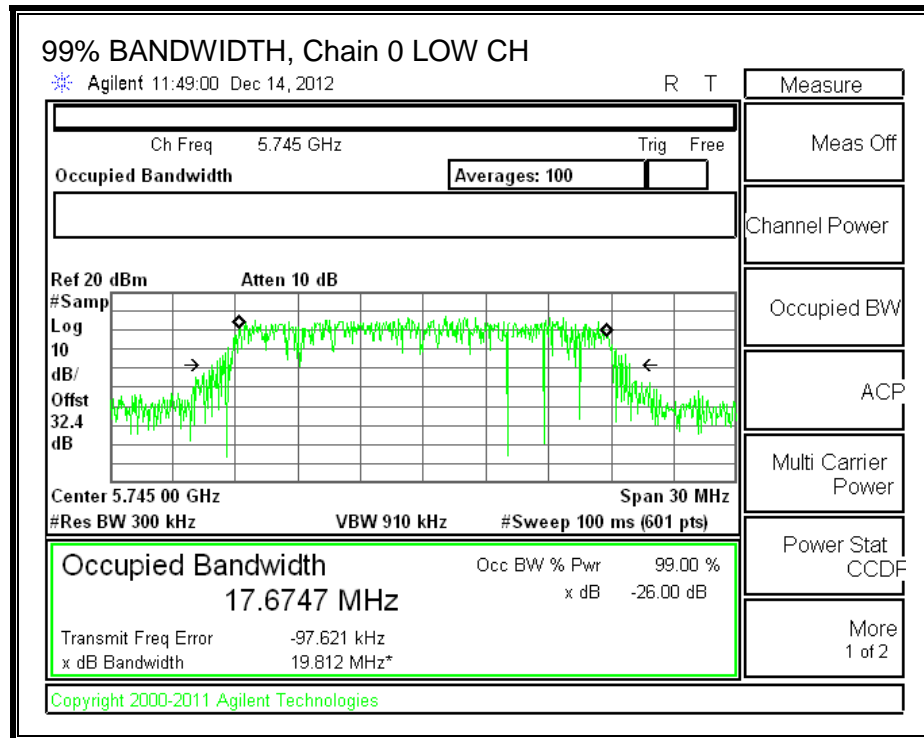 99% BANDWIDTH, Chain 0 LOW CH
Agilent 11:49:00 Dec 14, 2012 R T
Ch Freq 5.745 GHz Trig Free
Occupied Bandwidth Averages: 100
Ref 20 dBm Atten 10 dB
#Samp
Log
10
dB/
Offst
32.4
dB
Center 5.745 00 GHz Span 30 MHz
#Res BW 300 kHz VBW 910 kHz #Sweep 100 ms (601 pts)
Occupied Bandwidth Occ BW % Pwr 99.00 %
17.6747 MHz x dB -26.00 dB
Transmit Freq Error -97.621 kHz
x dB Bandwidth 19.812 MHz*
Copyright 2000-2011 Agilent Technologies
Measure
Meas Off
Channel Power
Occupied BW
ACP
Multi Carrier
Power
Power Stat
CCDF
More
1 of 2